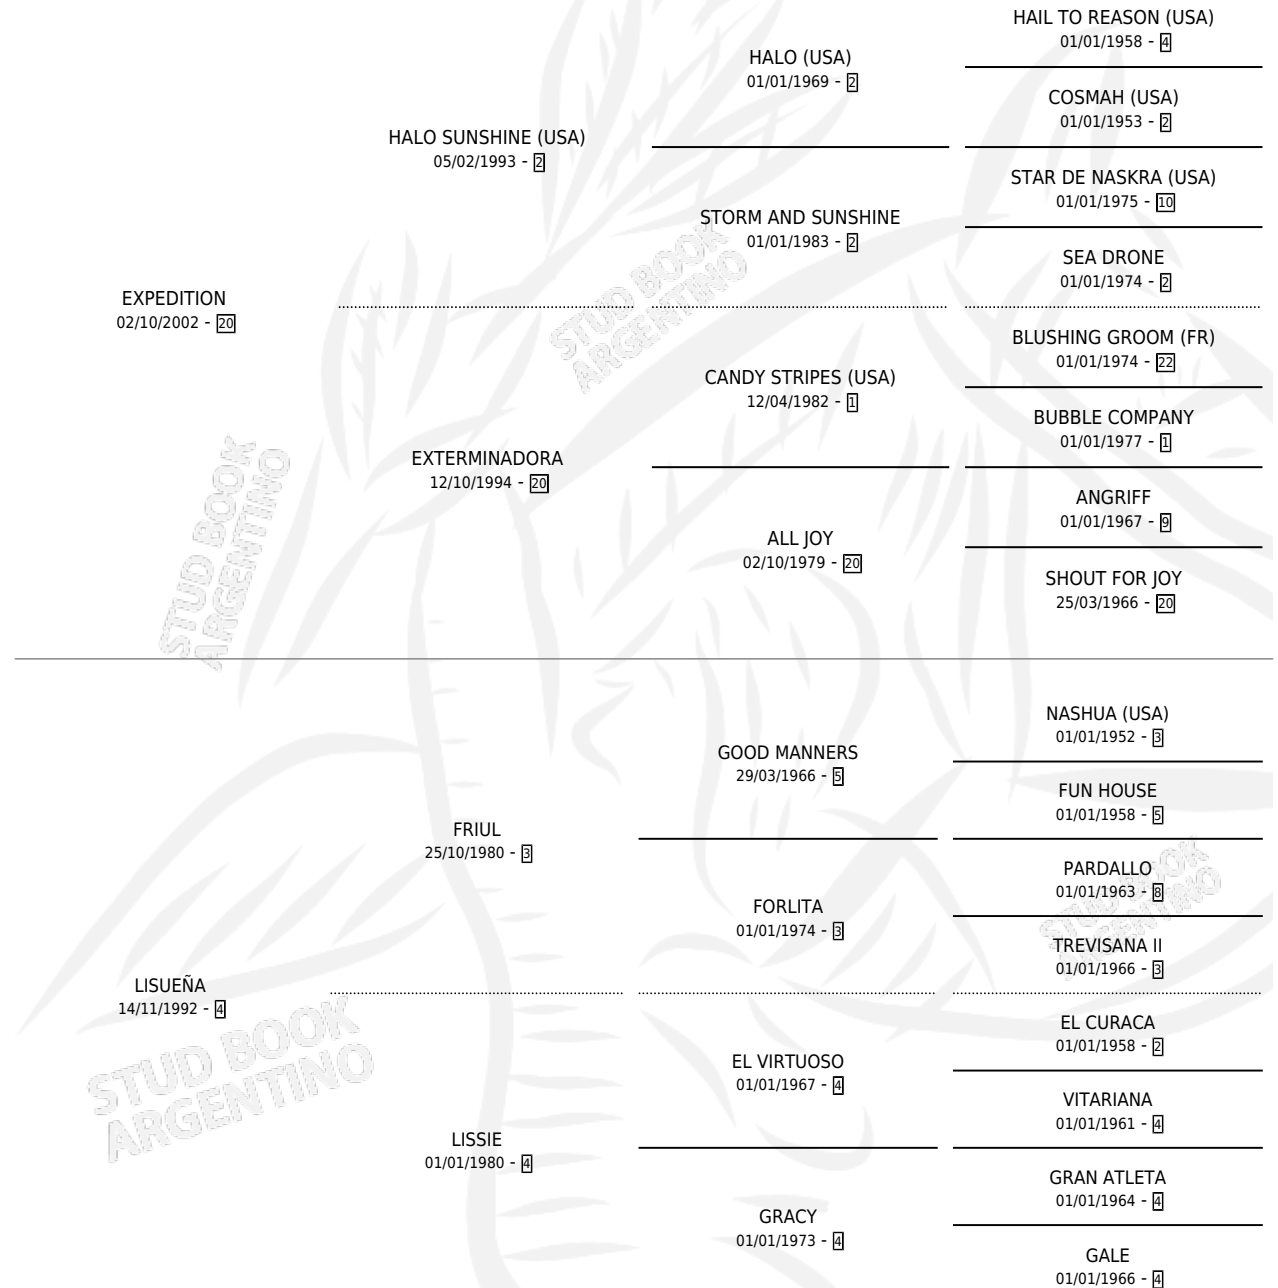 HAIL TO REASON (USA)
01/01/1958 - 4
HALO (USA)
01/01/1969 - 2
COSMAH (USA)
01/01/1953 - 2
HALO SUNSHINE (USA)
05/02/1993 - 2
STAR DE NASKRA (USA)
01/01/1975 - 10
STORM AND SUNSHINE
01/01/1983 - 2
SEA DRONE
01/01/1974 - 2
EXPEDITION
02/10/2002 - 20
BLUSHING GROOM (FR)
01/01/1974 - 22
CANDY STRIPES (USA)
12/04/1982 - 1
BUBBLE COMPANY
01/01/1977 - 1
EXTERMINADORA
12/10/1994 - 20
ANGRIFF
01/01/1967 - 9
ALL JOY
02/10/1979 - 20
SHOUT FOR JOY
25/03/1966 - 20
NASHUA (USA)
01/01/1952 - 3
GOOD MANNERS
29/03/1966 - 5
FUN HOUSE
01/01/1958 - 5
FRIUL
25/10/1980 - 3
PARDALLO
01/01/1963 - 8
FORLITA
01/01/1974 - 3
TREVISANA II
01/01/1966 - 3
LISUEÑA
14/11/1992 - 4
EL CURACA
01/01/1958 - 2
EL VIRTUOSO
01/01/1967 - 4
VITARIANA
01/01/1961 - 4
LISSIE
01/01/1980 - 4
GRAN ATLETA
01/01/1964 - 4
GRACY
01/01/1973 - 4
GALE
01/01/1966 - 4
STUD BOOK
ARGENTINO
STUD BOOK
ARGENTINO
STUD BOOK
ARGENTINO
STUD BOOK
ARGENTINO